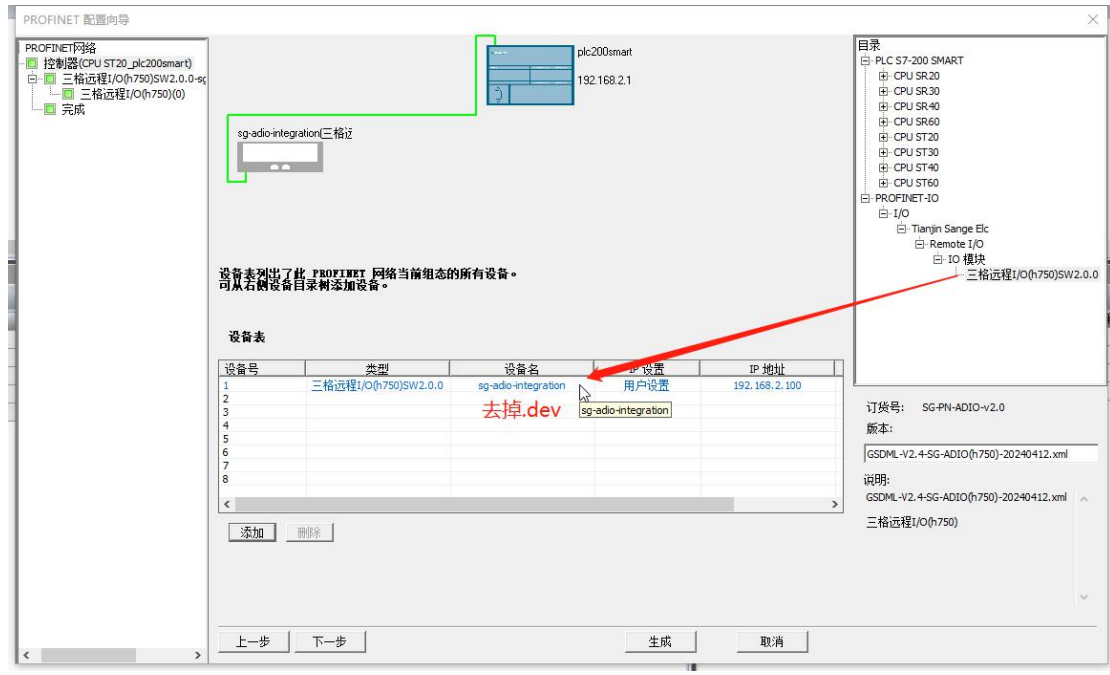 PROFINET 配置向导
PROFINET网络
控制器(CPU ST20_plc200smart)
三格远程I/O(h750)SW2.0.0-sg
三格远程I/O(h750)(0)
完成
plc200smart
192.168.2.1
sg-adio-integration(三格远
设备表列出了此 PROFINET 网络当前组态的所有设备。
可从右侧设备目录树添加设备。
设备表
设备号 类型 设备名 IP 设置 IP 地址
1 三格远程I/O(h750)SW2.0.0 sg-adio-integration 用户设置 192.168.2.100
2
3
4
5
6
7
8
去掉.dev
sg-adio-integration
添加 删除
上一步 下一步 生成 取消
目录
PLC S7-200 SMART
CPU SR20
CPU SR30
CPU SR40
CPU SR60
CPU ST20
CPU ST30
CPU ST40
CPU ST60
PROFINET-IO
I/O
Tianjin Sange Elc
Remote I/O
IO 模块
三格远程I/O(h750)SW2.0.0
订货号: SG-PN-ADIO-v2.0
版本:
GSDML-V2.4-SG-ADIO(h750)-20240412.xml
说明:
GSDML-V2.4-SG-ADIO(h750)-20240412.xml
三格远程I/O(h750)